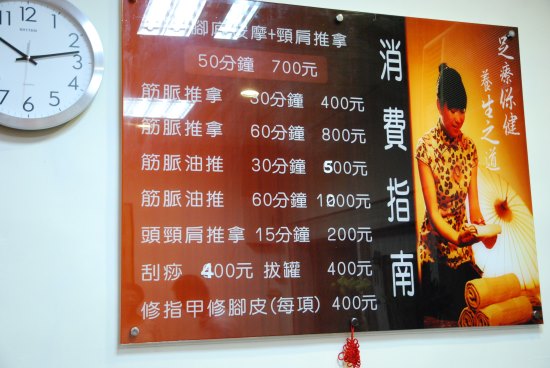 RHYTHM
腳底按摩+頸肩推拿
50分鐘 700元
筋脈推拿 30分鐘 400元
筋脈推拿 60分鐘 800元
筋脈油推 30分鐘 500元
筋脈油推 60分鐘 1000元
頭頸肩推拿 15分鐘 200元
刮痧 400元 拔罐 400元
修指甲修腳皮(每項) 400元
消費指南
足療保健
養生之道